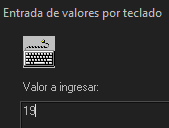 Entrada de valores por teclado
Valor a ingresar:
19